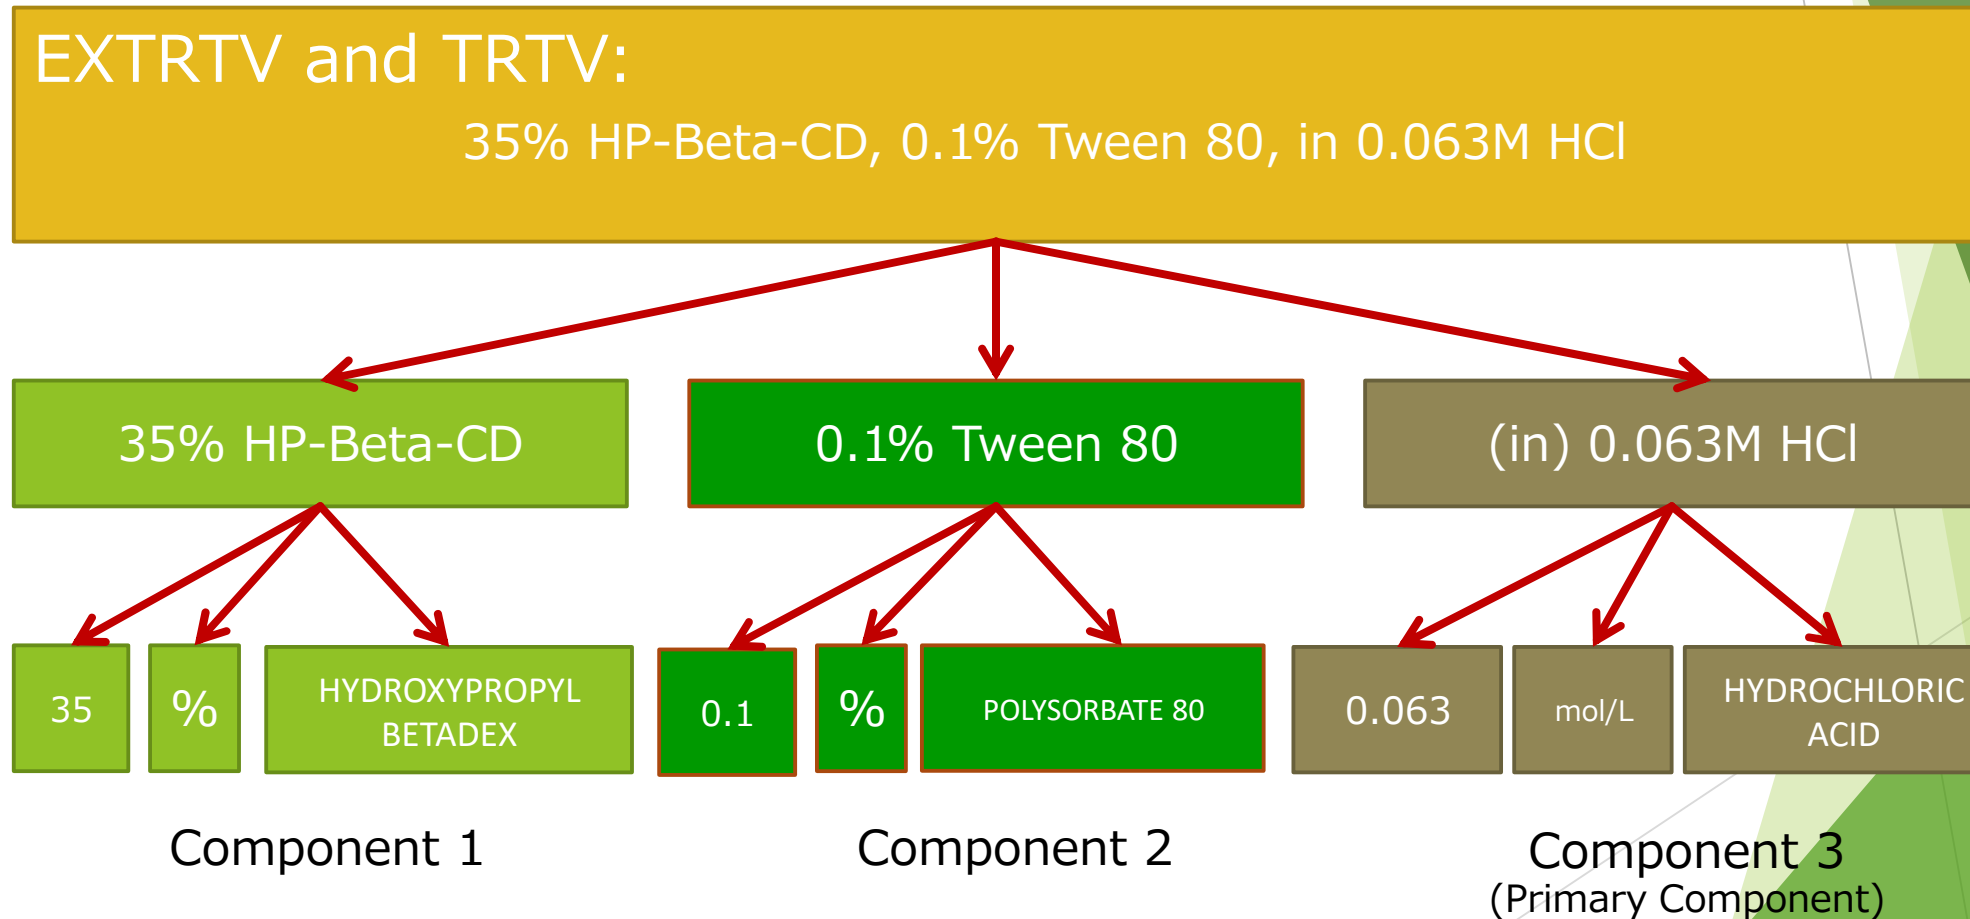 EXTRTV and TRTV:
35% HP-Beta-CD, 0.1% Tween 80, in 0.063M HCl
35% HP-Beta-CD
0.1% Tween 80
(in) 0.063M HCl
35
%
HYDROXYPROPYL
BETADEX
0.1
%
POLYSORBATE 80
0.063
mol/L
HYDROCHLORIC
ACID
Component 1
Component 2
Component 3
(Primary Component)